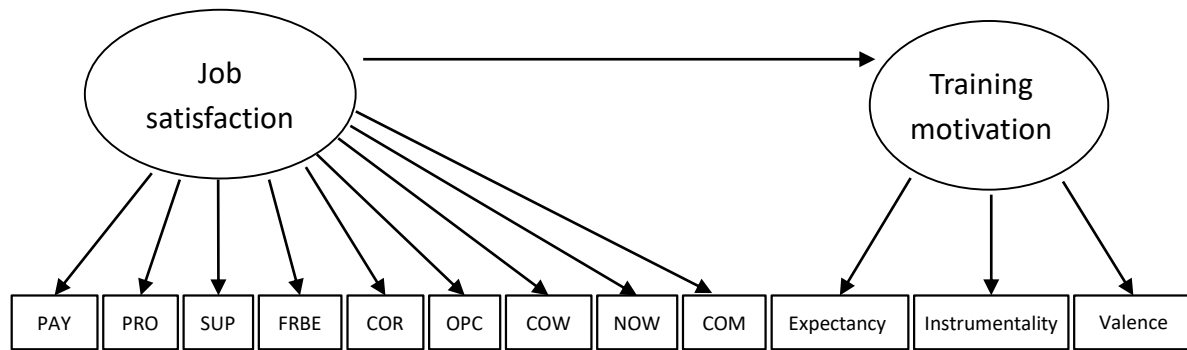 Job
satisfaction
Training
motivation
PAY
PRO
SUP
FRBE
COR
OPC
COW
NOW
COM
Expectancy
Instrumentality
Valence